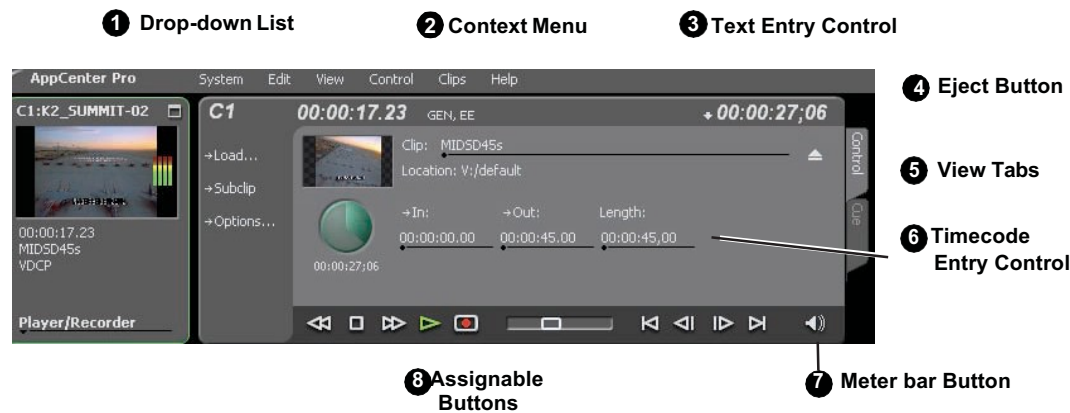 1 Drop-down List
2 Context Menu
3 Text Entry Control
AppCenter Pro
System Edit View Control Clips Help
C1:K2_SUMMIT-02
C1 00:00:17.23 GEN, EE 00:00:27;06
4 Eject Button
→Load...
→Subclip
→Options...
Clip: MIDSD45s
Location: V:/default
Control
Cue
5 View Tabs
00:00:17.23
MIDSD45s
VDCP
→In: →Out: Length:
00:00:00.00 00:00:45.00 00:00:45,00
00:00:27;06
6 Timecode
Entry Control
Player/Recorder
8 Assignable
Buttons
7 Meter bar Button